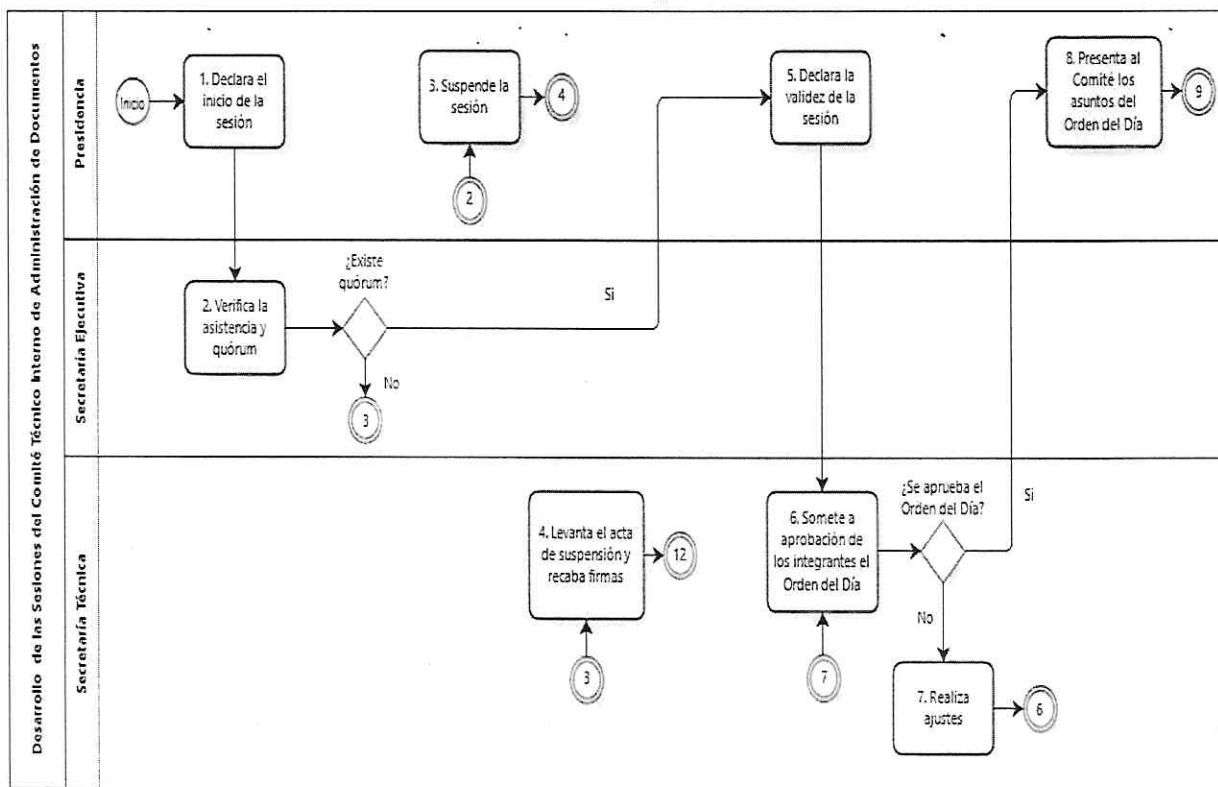 Desarrollo de las Sesiones del Comité Técnico Interno de Administración de Documentos
Presidencia
Inicio
1. Declara el
inicio de la
sesión
3. Suspende la
sesión
4
2
5. Declara la
validez de la
sesión
8. Presenta al
Comité los
asuntos del
Orden del Día
9
Secretaría Ejecutiva
2. Verifica la
asistencia y
quórum
¿Existe
quórum?
Si
No
3
Secretaría Técnica
4. Levanta el acta
de suspensión y
recaba firmas
12
3
6. Somete a
aprobación de
los integrantes el
Orden del Día
7
¿Se aprueba el
Orden del Día?
Si
No
7. Realiza
ajustes
6